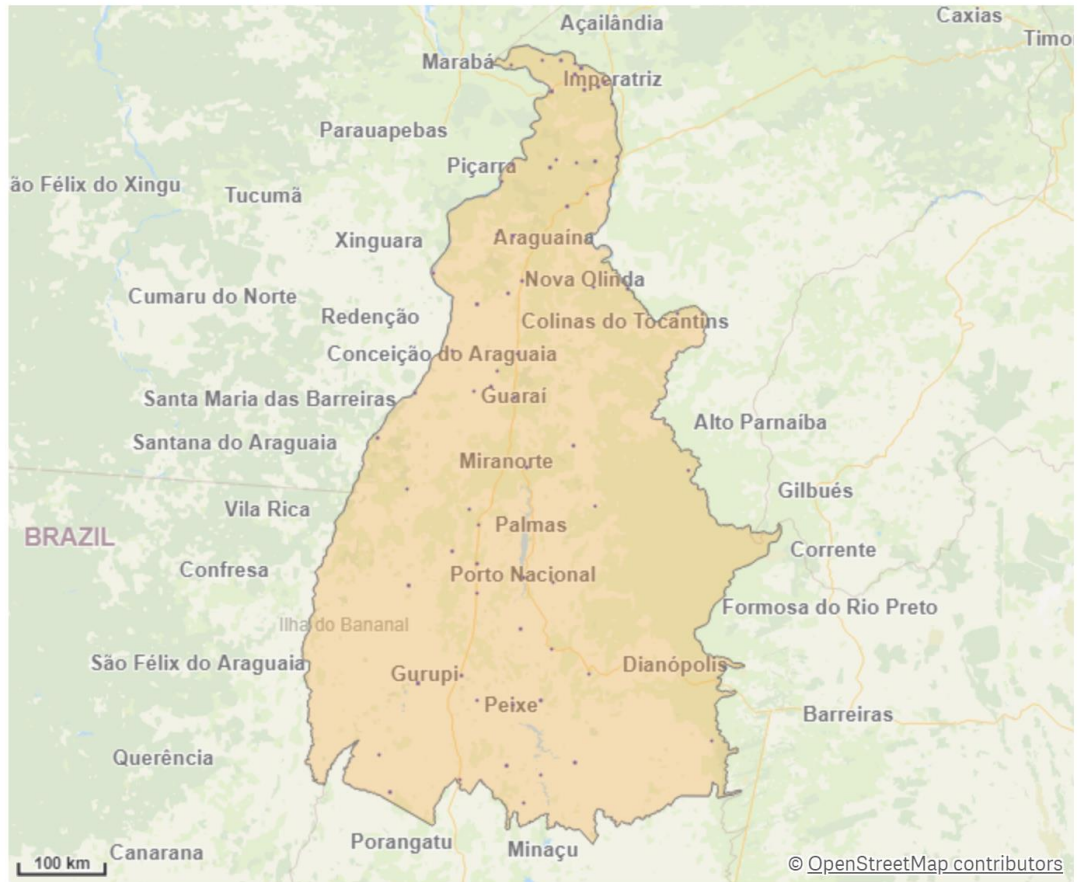 Açailândia
Caxias
Timo
Marabá
Imperatriz
Parauapebas
Piçarra
ão Félix do Xingu
Tucumã
Xinguara
Araguaína
Nova Qlinda
Cumaru do Norte
Redenção
Colinas do Tocantins
Conceição do Araguaia
Santa Maria das Barreiras
Guaraí
Alto Parnaíba
Santana do Araguaia
Miranorte
Gilbués
Vila Rica
Palmas
BRAZIL
Corrente
Confresa
Porto Nacional
Formosa do Rio Preto
Ilha do Bananal
São Félix do Araguaia
Gurupi
Dianópolis
Peixe
Barreiras
Querência
Porangatu
Minaçu
Canarana
100 km
© OpenStreetMap contributors